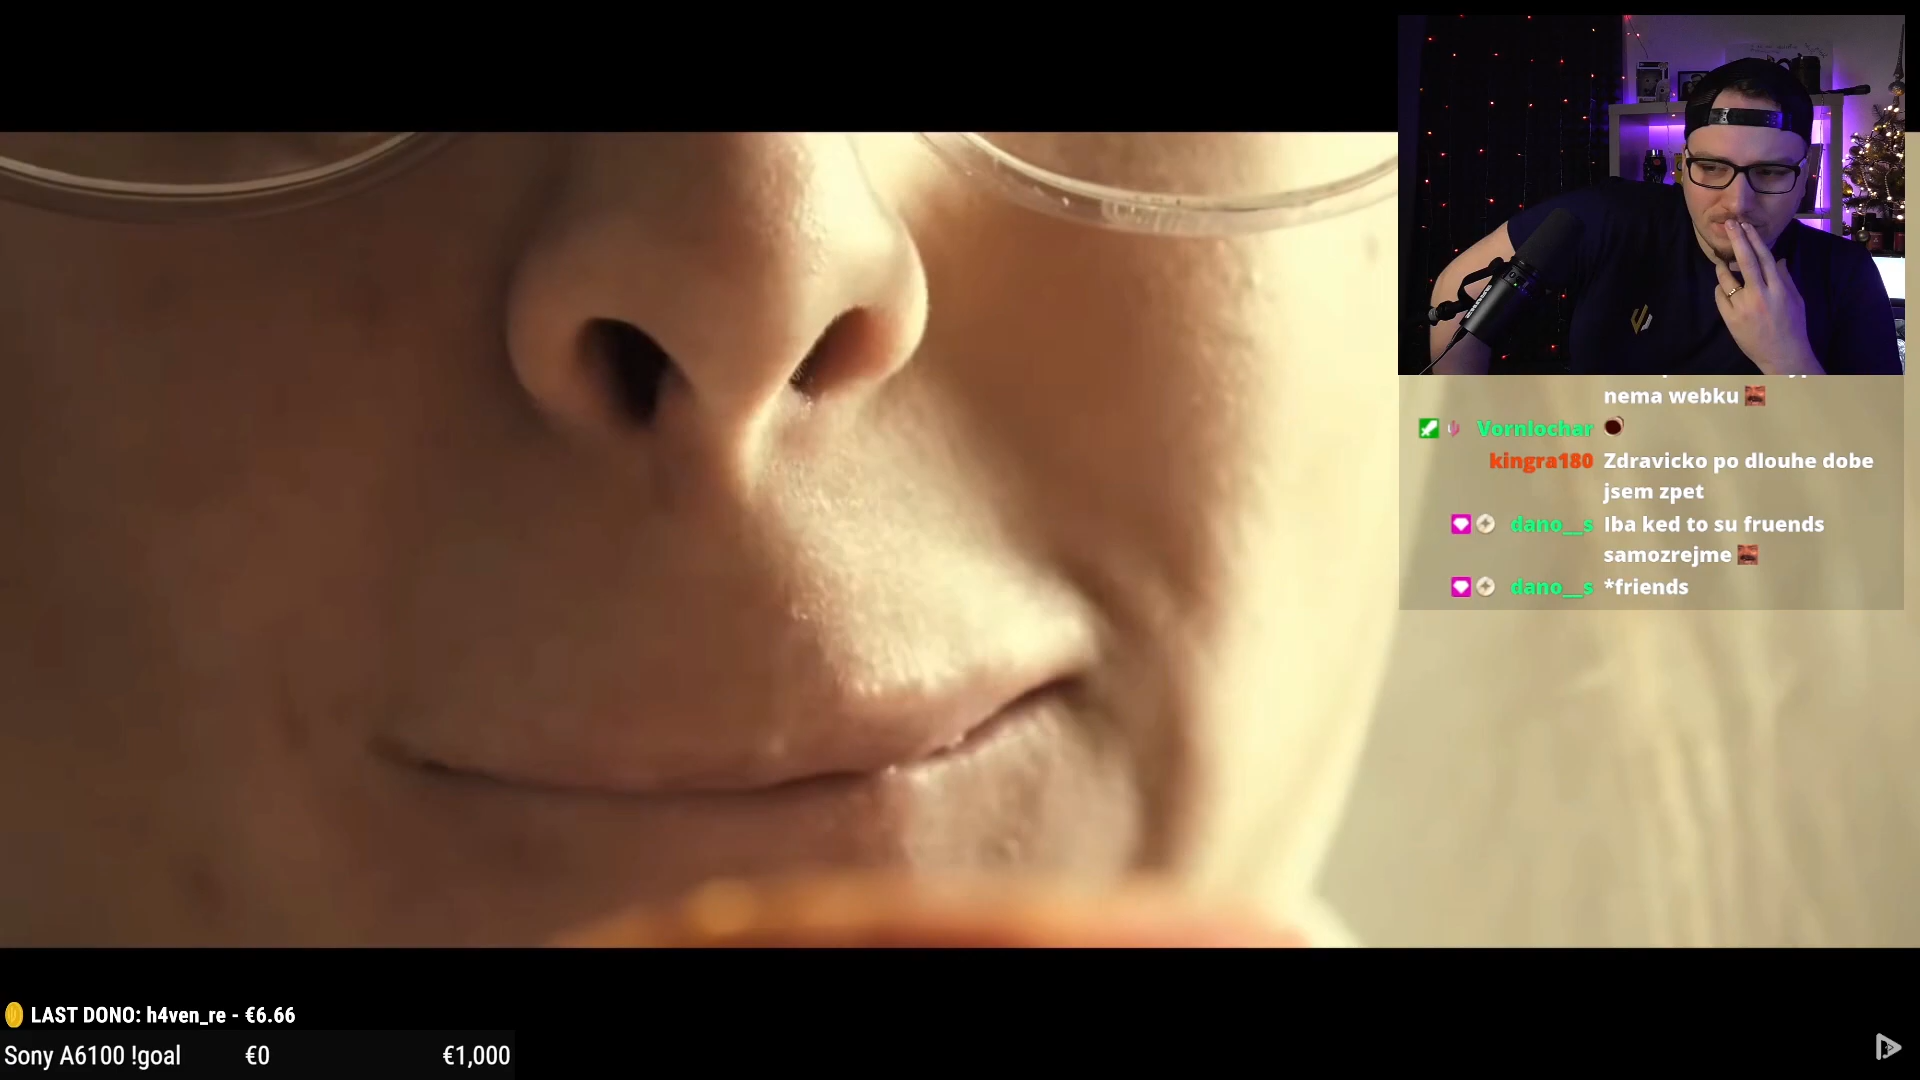 nema webku
Vornlochar
kingra180 Zdravicko po dlouhe dobe
jsem zpet
dano__s Iba ked to su fruends
samozrejme
dano__s *friends
LAST DONO: h4ven_re - €6.66
Sony A6100 !goal €0 €1,000